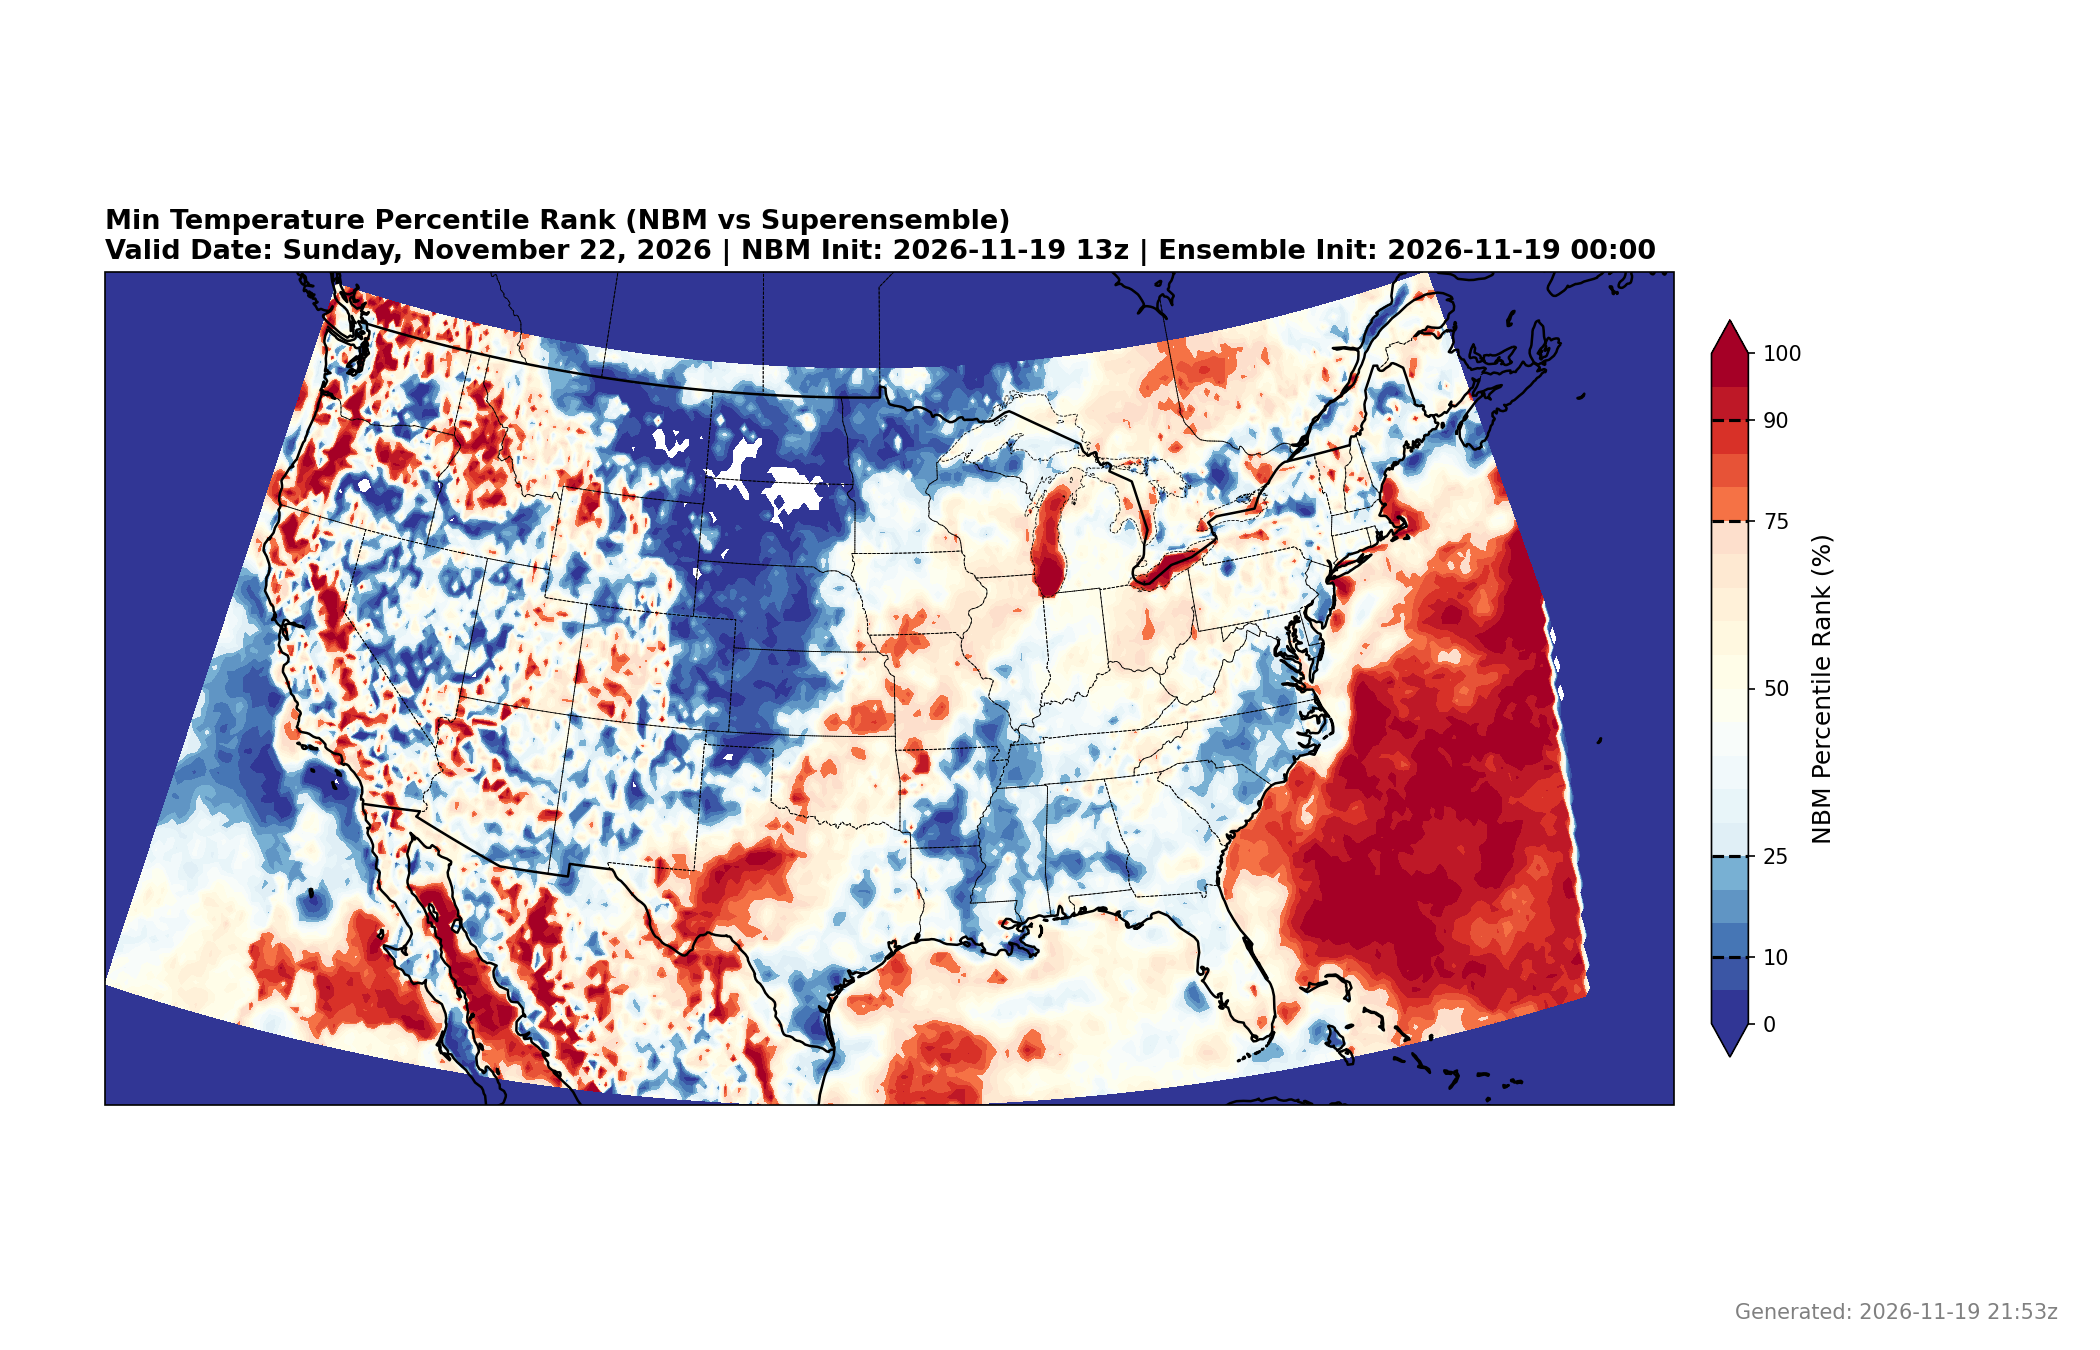 Min Temperature Percentile Rank (NBM vs Superensemble)
Valid Date: Sunday, November 22, 2026 | NBM Init: 2026-11-19 13z | Ensemble Init: 2026-11-19 00:00
100
90
75
50
25
10
0
NBM Percentile Rank (%)
Generated: 2026-11-19 21:53z